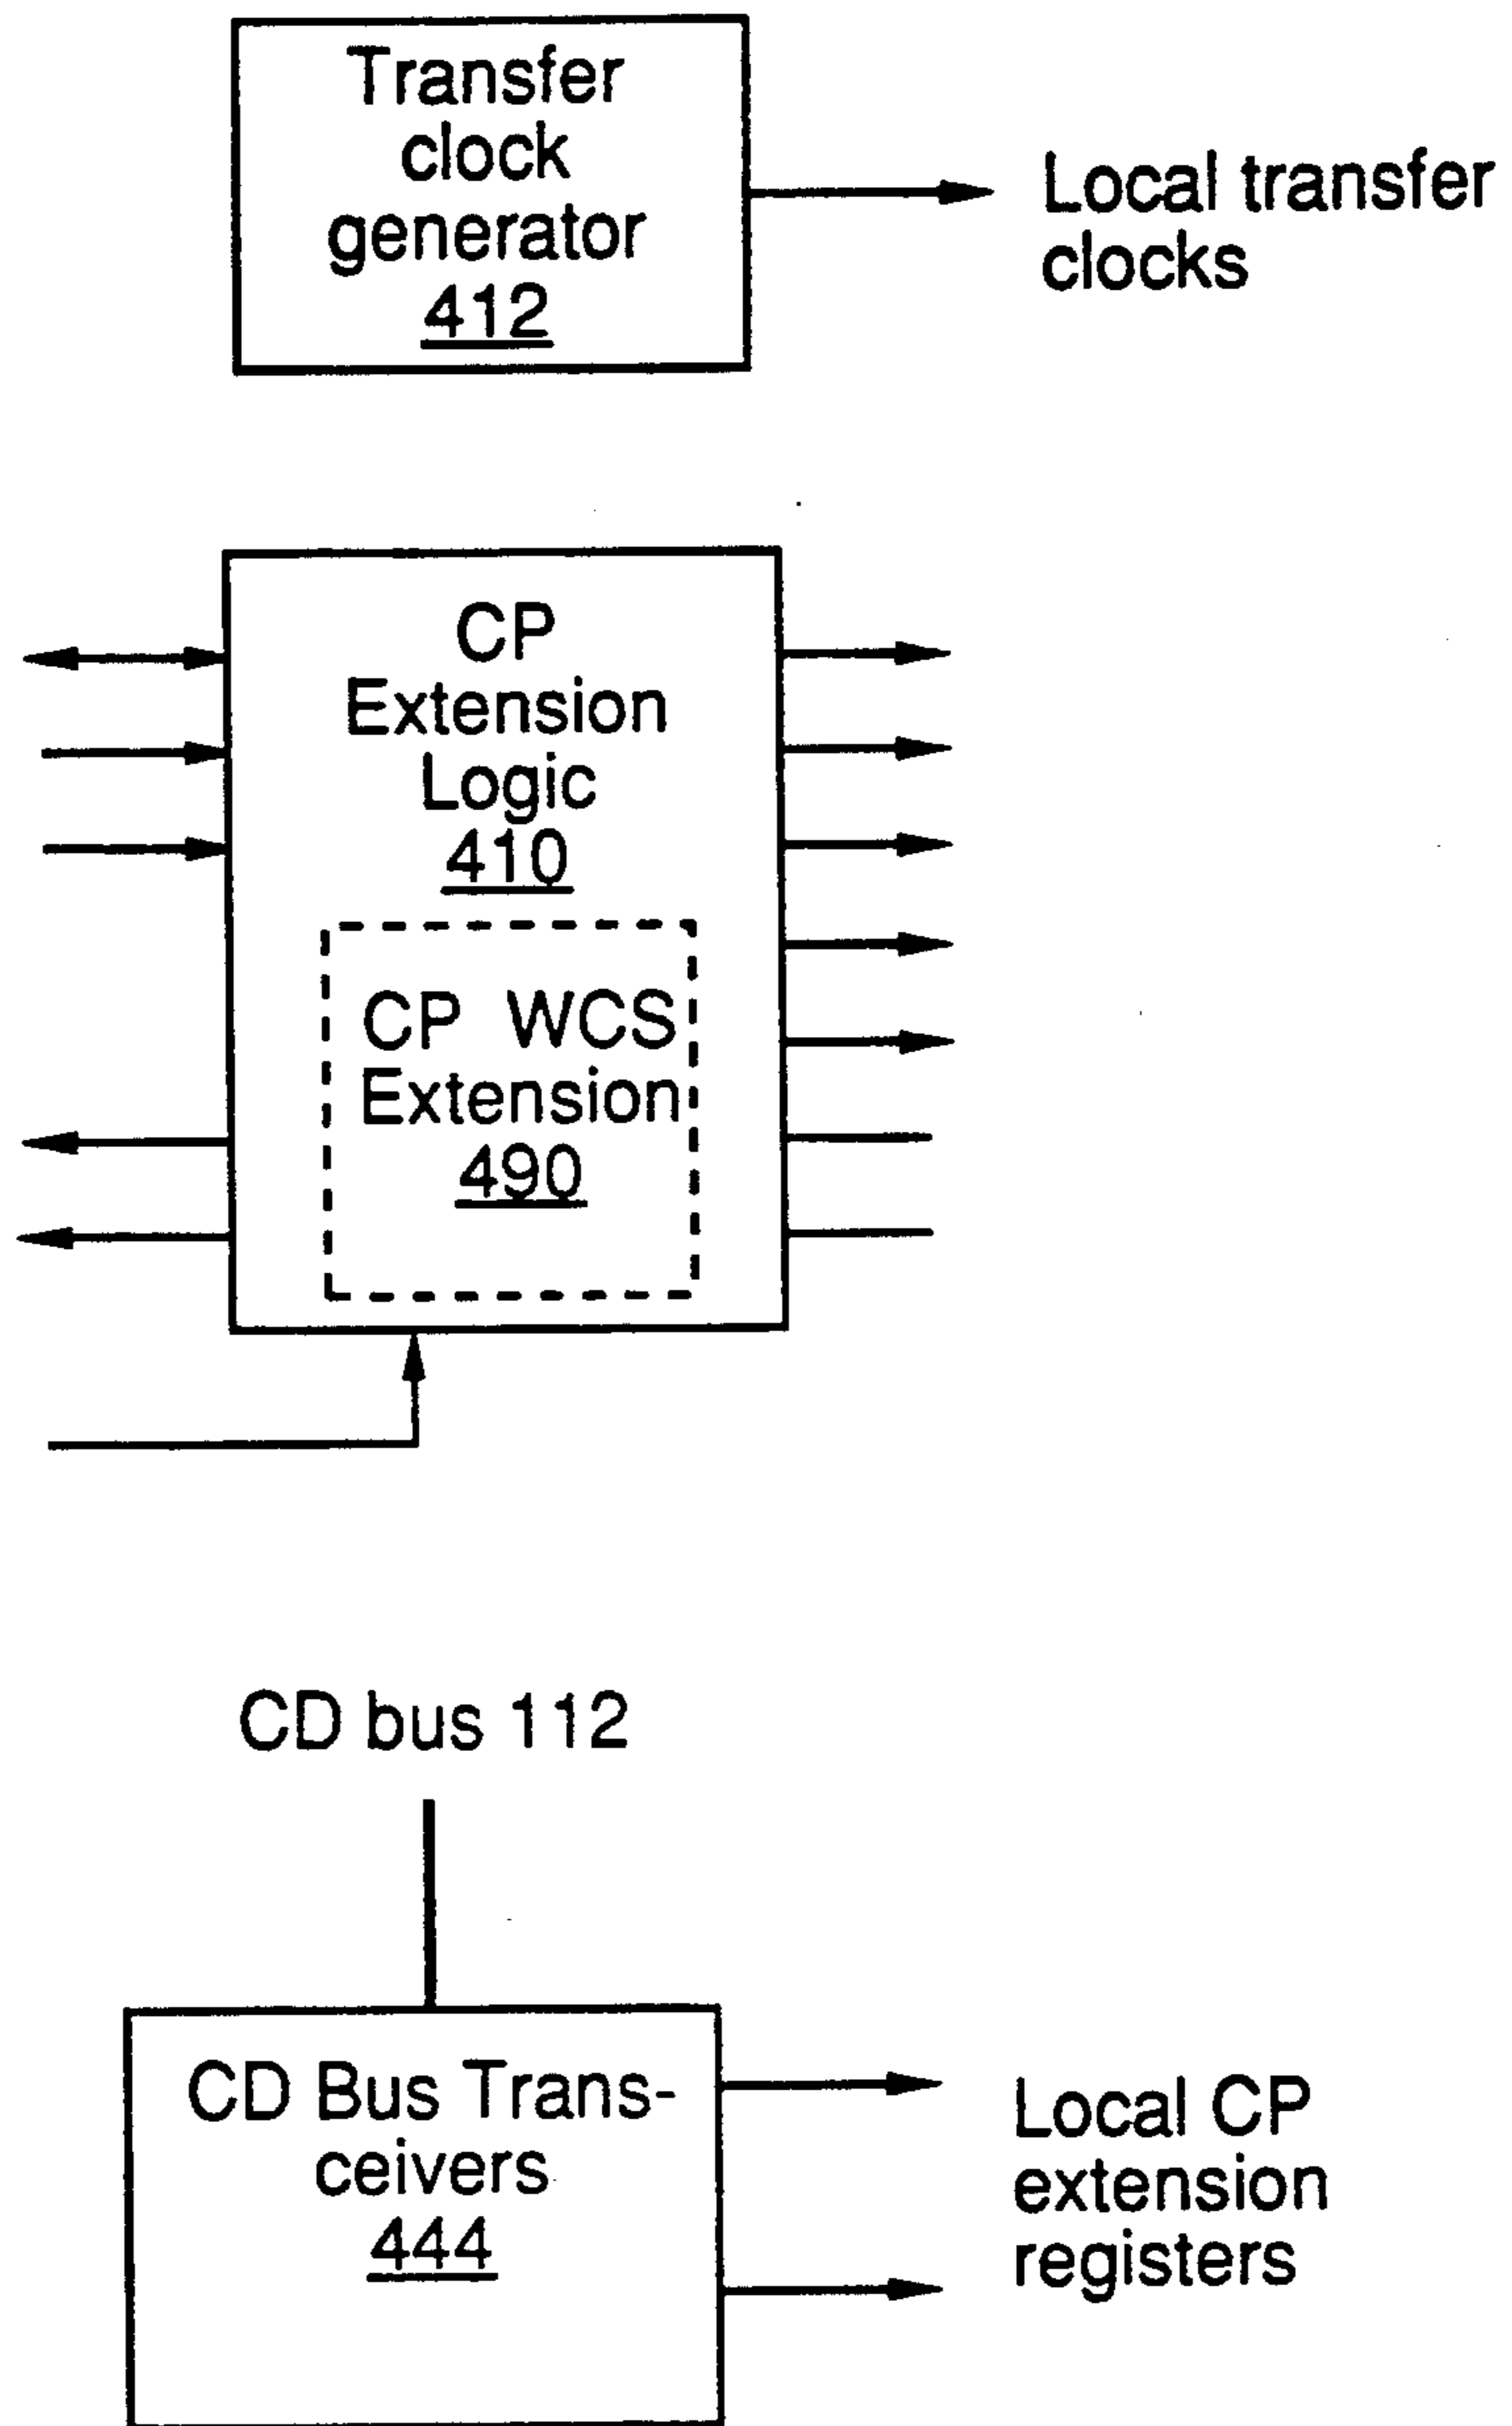 Transfer
clock
generator
412
Local transfer
clocks
CP
Extension
Logic
410
CP WCS
Extension
490
CD bus 112
CD Bus Trans-
ceivers
444
Local CP
extension
registers